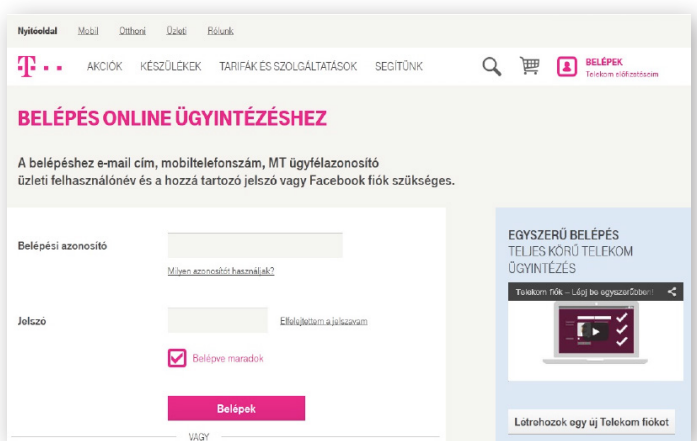 Nyitóoldal Mobil Otthoni Üzleti Rólunk
T AKCIÓK KÉSZÜLÉKEK TARIFÁK ÉS SZOLGÁLTATÁSOK SEGÍTÜNK BELÉPEK
Telekom előfizetéseim
BELÉPÉS ONLINE ÜGYINTÉZÉSHEZ
A belépéshez e-mail cím, mobiltelefonszám, MT ügyfélazonosító
üzleti felhasználónév és a hozzá tartozó jelszó vagy Facebook fiók szükséges.
Belépési azonosító
Milyen azonosítót használjak?
Jelszó Elfelejtettem a jelszavam
Belépve maradok
Belépek
VAGY
EGYSZERŰ BELÉPÉS
TELJES KÖRŰ TELEKOM
ÜGYINTÉZÉS
Telekom fiók – Lépj be egyszerűbben!
Létrehozok egy új Telekom fiókot